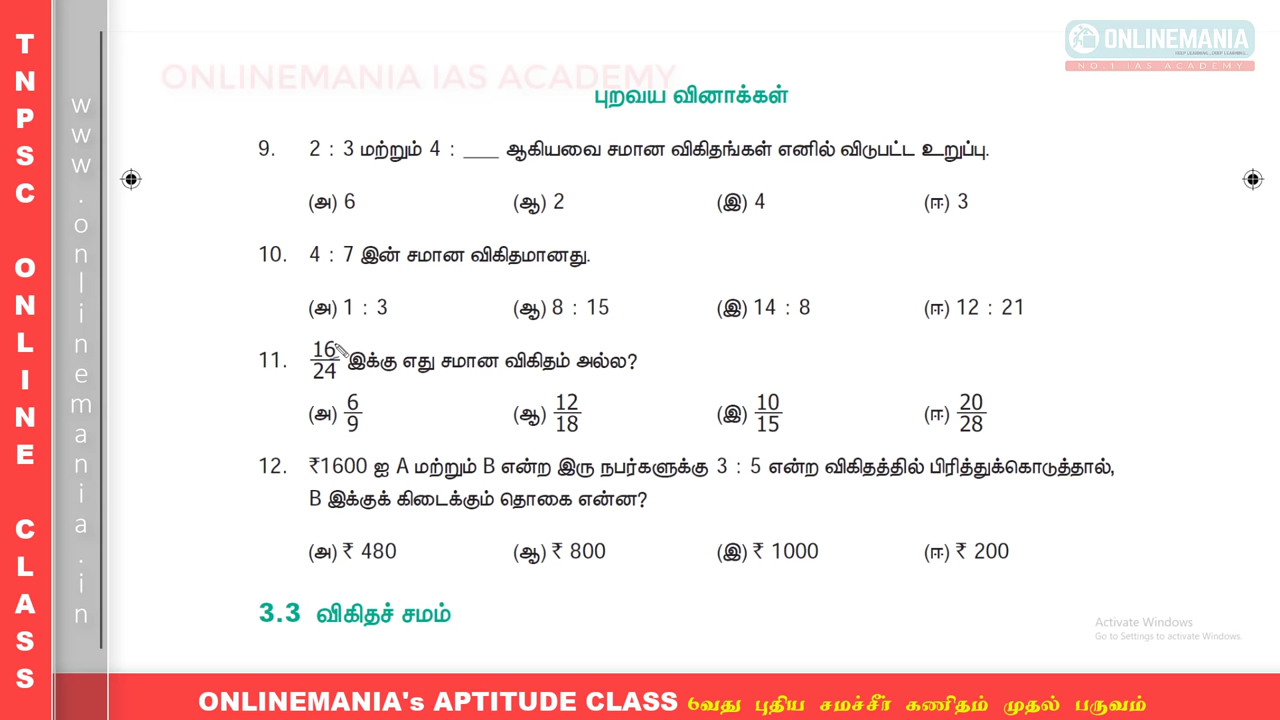 TNPSC ONLINE CLASS
www.onlinemania.in
ONLINEMANIA
KEEP LEARNING...DEEP LEARNING...
NO.1 IAS ACADEMY
ONLINEMANIA IAS ACADEMY
புறவய வினாக்கள்
9. 2 : 3 மற்றும் 4 : ___ ஆகியவை சமான விகிதங்கள் எனில் விடுபட்ட உறுப்பு.
(அ) 6 (ஆ) 2 (இ) 4 (ஈ) 3
10. 4 : 7 இன் சமான விகிதமானது.
(அ) 1 : 3 (ஆ) 8 : 15 (இ) 14 : 8 (ஈ) 12 : 21
11. 16/24 இக்கு எது சமான விகிதம் அல்ல?
(அ) 6/9 (ஆ) 12/18 (இ) 10/15 (ஈ) 20/28
12. ₹1600 ஐ A மற்றும் B என்ற இரு நபர்களுக்கு 3 : 5 என்ற விகிதத்தில் பிரித்துக்கொடுத்தால்,
B இக்குக் கிடைக்கும் தொகை என்ன?
(அ) ₹ 480 (ஆ) ₹ 800 (இ) ₹ 1000 (ஈ) ₹ 200
3.3 விகிதச் சமம்
Activate Windows
Go to Settings to activate Windows.
ONLINEMANIA's APTITUDE CLASS 6வது புதிய சமச்சீர் கணிதம் முதல் பருவம்